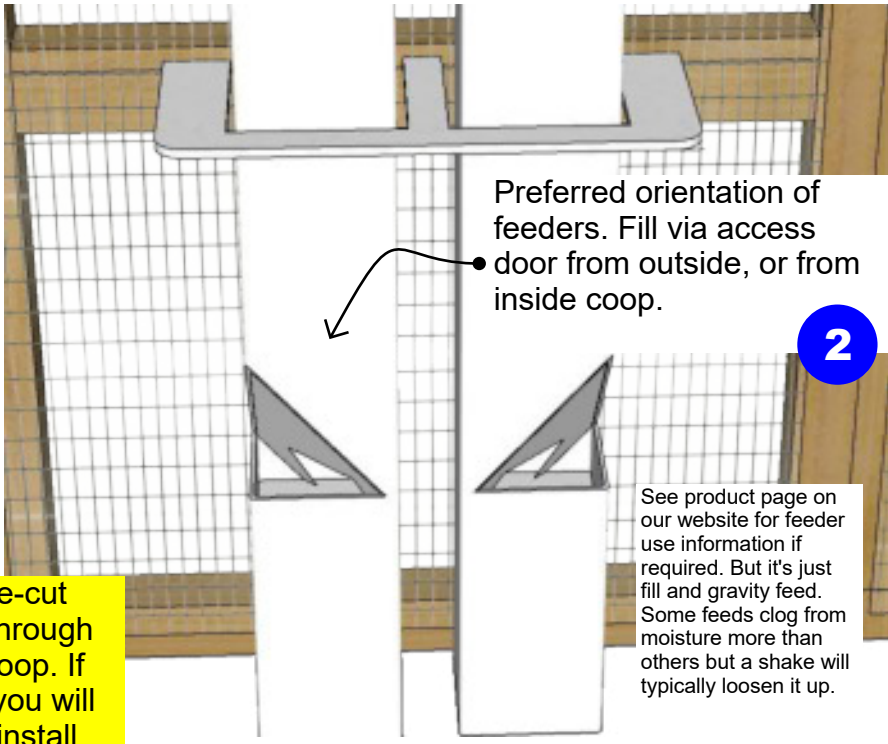 Preferred orientation of
feeders. Fill via access
door from outside, or from
inside coop.
2
See product page on
our website for feeder
use information if
required. But it's just
fill and gravity feed.
Some feeds clog from
moisture more than
others but a shake will
typically loosen it up.
e-cut
hrough
oop. If
you will
install